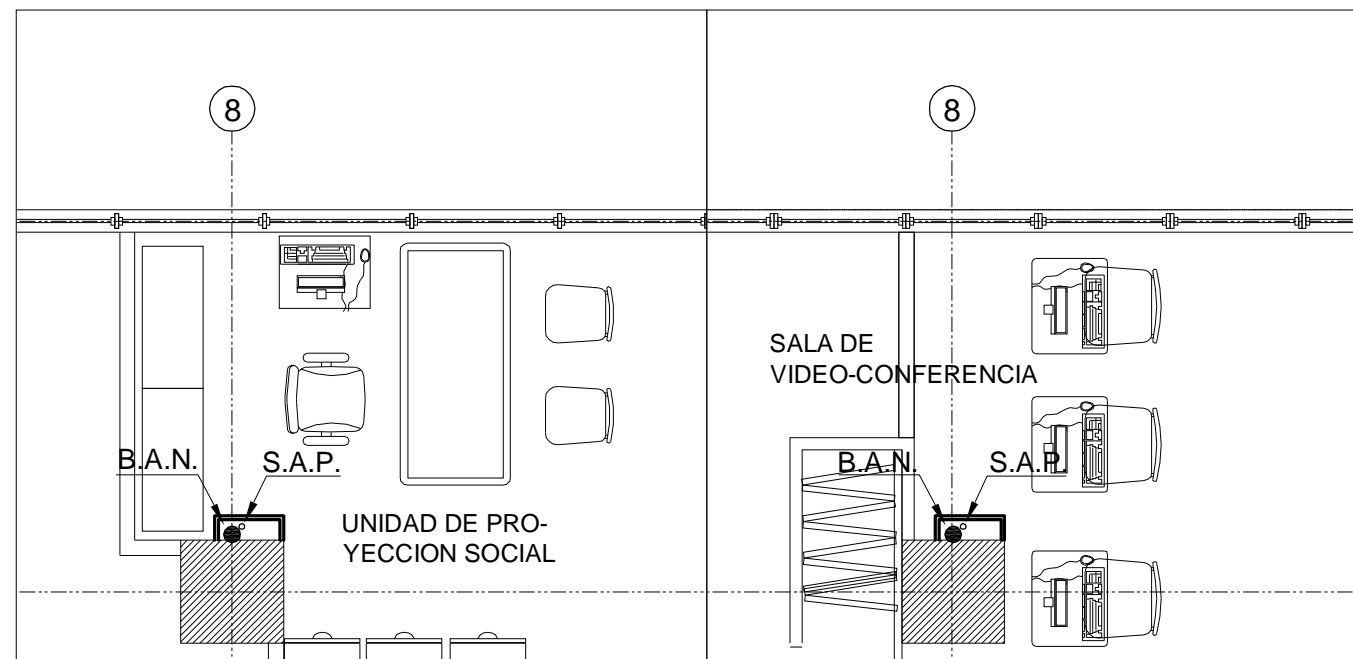 8
8
SALA DE
VIDEO-CONFERENCIA
B.A.N.
S.A.P.
B.A.N.
S.A.P.
UNIDAD DE PRO-
YECCION SOCIAL